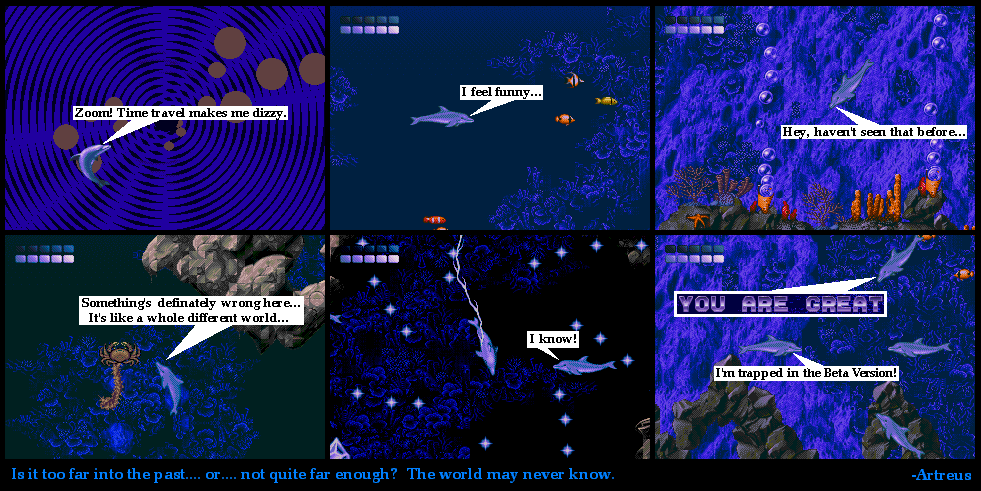 Zoom! Time travel makes me dizzy.
I feel funny...
Hey, haven't seen that before...
Something's definately wrong here...
It's like a whole different world...
I know!
YOU ARE GREAT
I'm trapped in the Beta Version!
Is it too far into the past.... or.... not quite far enough? The world may never know.
-Artreus